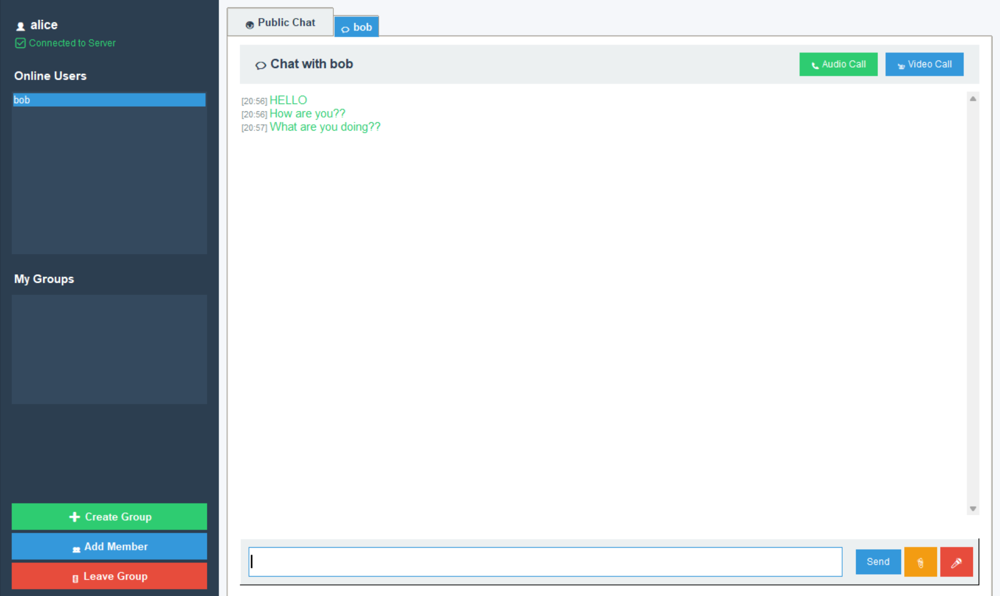 alice
Connected to Server
Online Users
bob
My Groups
Create Group
Add Member
Leave Group
Public Chat
bob
Chat with bob
Audio Call
Video Call
[20:56] HELLO
[20:56] How are you??
[20:57] What are you doing??
Send